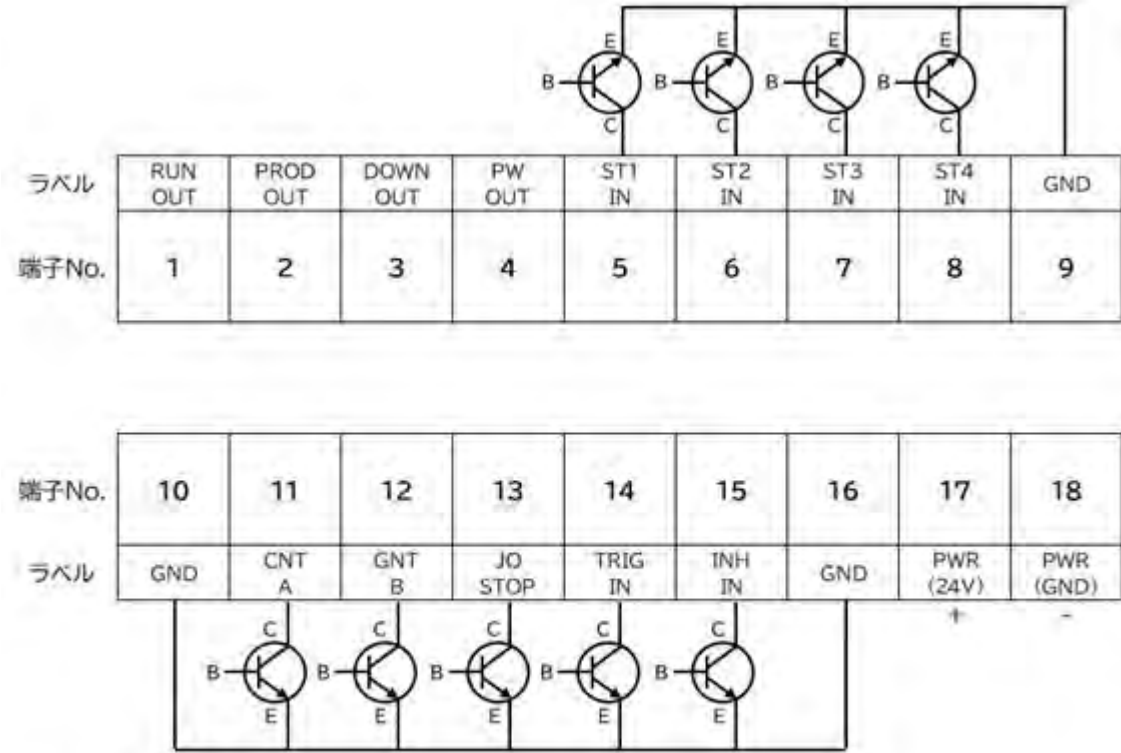 E E E E
B B B B
C C C C
ラベル RUN OUT PROD OUT DOWN OUT PW OUT ST1 IN ST2 IN ST3 IN ST4 IN GND
端子No. 1 2 3 4 5 6 7 8 9
端子No. 10 11 12 13 14 15 16 17 18
ラベル GND CNT A GNT B JO STOP TRIG IN INH IN GND PWR (24V) PWR (GND)
+ -
C C C C C
B B B B B
E E E E E